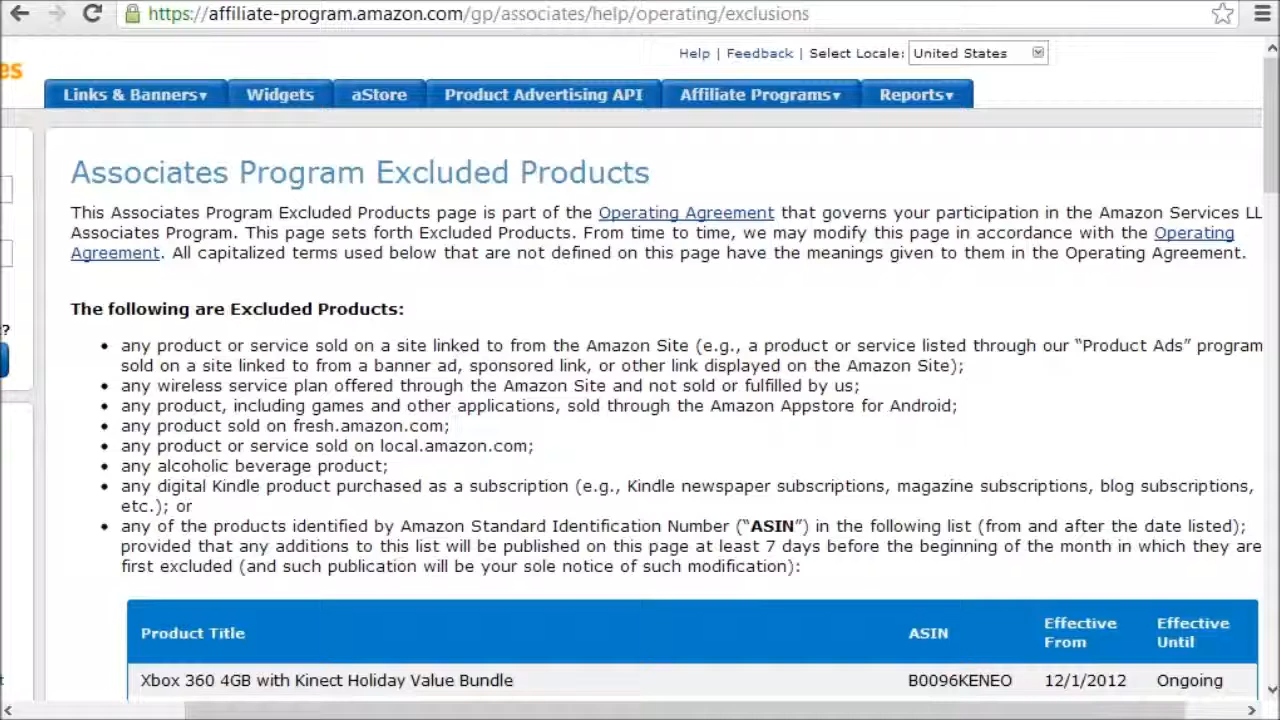 https://affiliate-program.amazon.com/gp/associates/help/operating/exclusions
Help | Feedback | Select Locale: United States
es
Links & Banners▾ Widgets aStore Product Advertising API Affiliate Programs▾ Reports▾
Associates Program Excluded Products
This Associates Program Excluded Products page is part of the Operating Agreement that governs your participation in the Amazon Services LL
Associates Program. This page sets forth Excluded Products. From time to time, we may modify this page in accordance with the Operating
Agreement. All capitalized terms used below that are not defined on this page have the meanings given to them in the Operating Agreement.
The following are Excluded Products:
?
• any product or service sold on a site linked to from the Amazon Site (e.g., a product or service listed through our “Product Ads” program
sold on a site linked to from a banner ad, sponsored link, or other link displayed on the Amazon Site);
• any wireless service plan offered through the Amazon Site and not sold or fulfilled by us;
• any product, including games and other applications, sold through the Amazon Appstore for Android;
• any product sold on fresh.amazon.com;
• any product or service sold on local.amazon.com;
• any alcoholic beverage product;
• any digital Kindle product purchased as a subscription (e.g., Kindle newspaper subscriptions, magazine subscriptions, blog subscriptions,
etc.); or
• any of the products identified by Amazon Standard Identification Number (“ASIN”) in the following list (from and after the date listed);
provided that any additions to this list will be published on this page at least 7 days before the beginning of the month in which they are
first excluded (and such publication will be your sole notice of such modification):
Product Title ASIN Effective From Effective Until
Xbox 360 4GB with Kinect Holiday Value Bundle B0096KENEO 12/1/2012 Ongoing